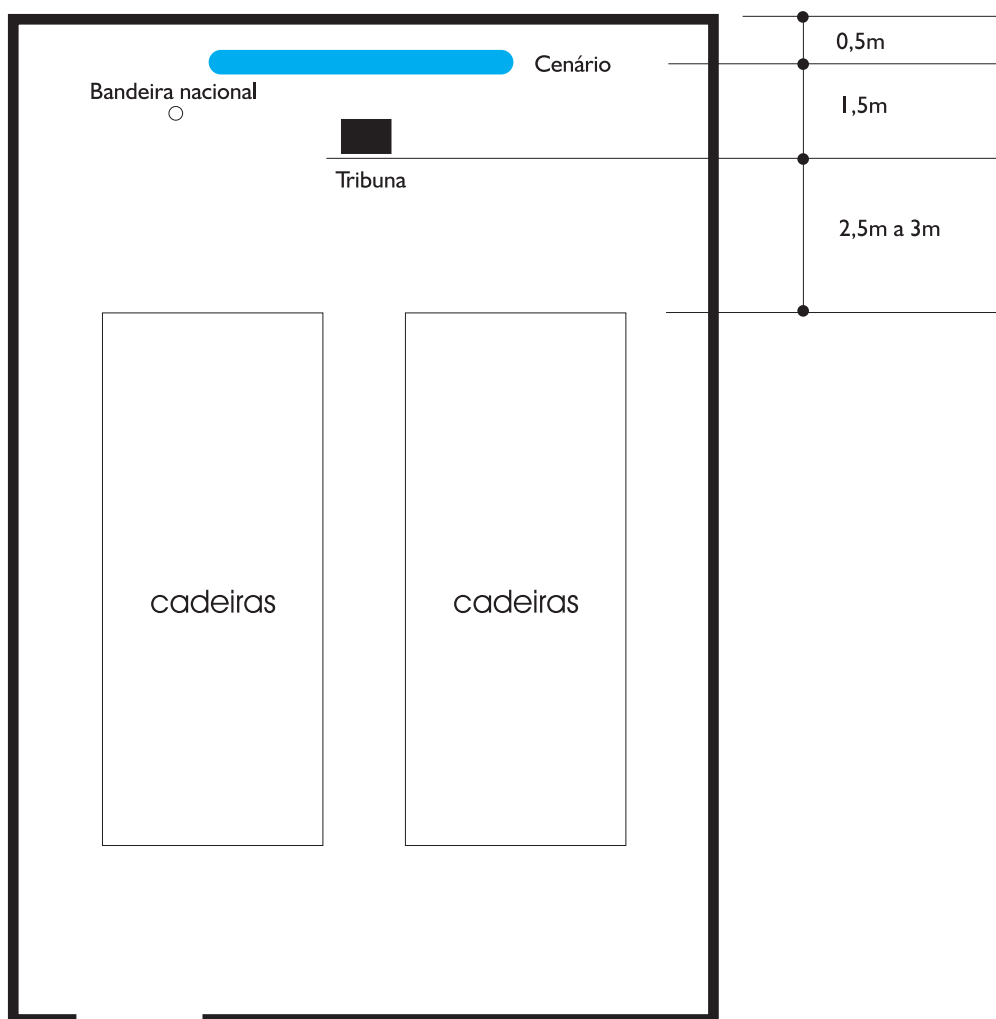 0,5m
Cenário
Bandeira nacional
1,5m
Tribuna
2,5m a 3m
cadeiras
cadeiras